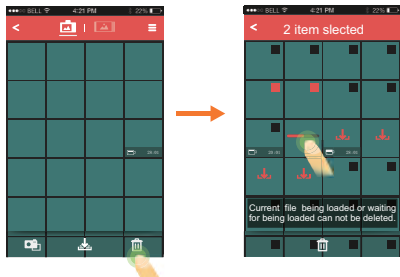 BELL 4:21 PM 22%
BELL 4:21 PM 22%
2 item slected
Current file being loaded or waiting
for being loaded can not be deleted.